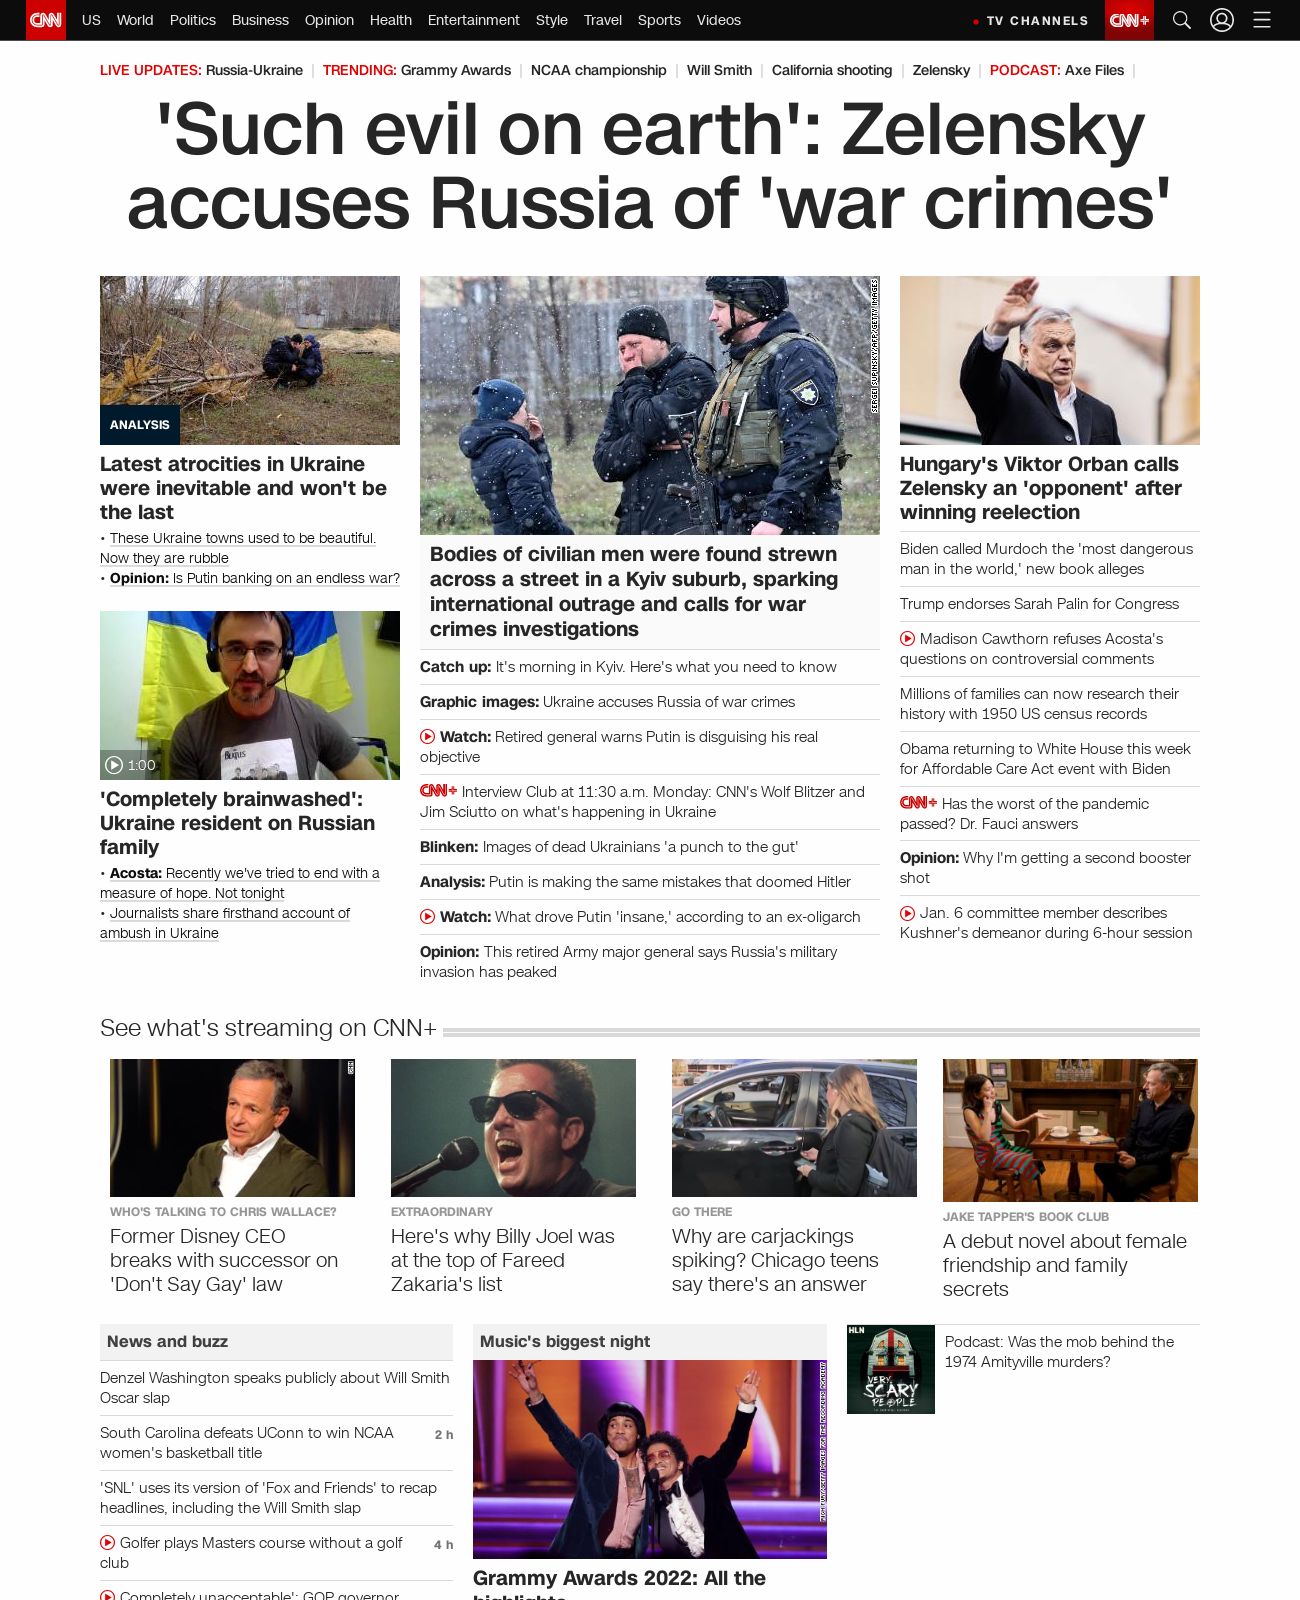 CNN US World Politics Business Opinion Health Entertainment Style Travel Sports Videos TV CHANNELS CNN+
LIVE UPDATES: Russia-Ukraine TRENDING: Grammy Awards NCAA championship Will Smith California shooting Zelensky PODCAST: Axe Files
'Such evil on earth': Zelensky
accuses Russia of 'war crimes'
ANALYSIS
Latest atrocities in Ukraine
were inevitable and won't be
the last
• These Ukraine towns used to be beautiful.
Now they are rubble
• Opinion: Is Putin banking on an endless war?
BEATLES
1:00
'Completely brainwashed':
Ukraine resident on Russian
family
• Acosta: Recently we've tried to end with a
measure of hope. Not tonight
• Journalists share firsthand account of
ambush in Ukraine
SERGEI SUPINSKY/AFP/GETTY IMAGES
Bodies of civilian men were found strewn
across a street in a Kyiv suburb, sparking
international outrage and calls for war
crimes investigations
Catch up: It's morning in Kyiv. Here's what you need to know
Graphic images: Ukraine accuses Russia of war crimes
Watch: Retired general warns Putin is disguising his real
objective
CNN+ Interview Club at 11:30 a.m. Monday: CNN's Wolf Blitzer and
Jim Sciutto on what's happening in Ukraine
Blinken: Images of dead Ukrainians 'a punch to the gut'
Analysis: Putin is making the same mistakes that doomed Hitler
Watch: What drove Putin 'insane,' according to an ex-oligarch
Opinion: This retired Army major general says Russia's military
invasion has peaked
Hungary's Viktor Orban calls
Zelensky an 'opponent' after
winning reelection
Biden called Murdoch the 'most dangerous
man in the world,' new book alleges
Trump endorses Sarah Palin for Congress
Madison Cawthorn refuses Acosta's
questions on controversial comments
Millions of families can now research their
history with 1950 US census records
Obama returning to White House this week
for Affordable Care Act event with Biden
CNN+ Has the worst of the pandemic
passed? Dr. Fauci answers
Opinion: Why I'm getting a second booster
shot
Jan. 6 committee member describes
Kushner's demeanor during 6-hour session
See what's streaming on CNN+
CNN
WHO'S TALKING TO CHRIS WALLACE?
Former Disney CEO
breaks with successor on
'Don't Say Gay' law
EXTRAORDINARY
Here's why Billy Joel was
at the top of Fareed
Zakaria's list
GO THERE
Why are carjackings
spiking? Chicago teens
say there's an answer
JAKE TAPPER'S BOOK CLUB
A debut novel about female
friendship and family
secrets
News and buzz
Denzel Washington speaks publicly about Will Smith
Oscar slap
South Carolina defeats UConn to win NCAA 2 h
women's basketball title
'SNL' uses its version of 'Fox and Friends' to recap
headlines, including the Will Smith slap
Golfer plays Masters course without a golf 4 h
club
Completely unacceptable': GOP governor
Music's biggest night
Grammy Awards 2022: All the
highlights
HLN
VERY
SCARY
PEOPLE
Podcast: Was the mob behind the
1974 Amityville murders?